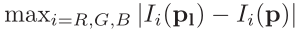 max_{i=R,G,B} |I_i(p_l) − I_i(p)|